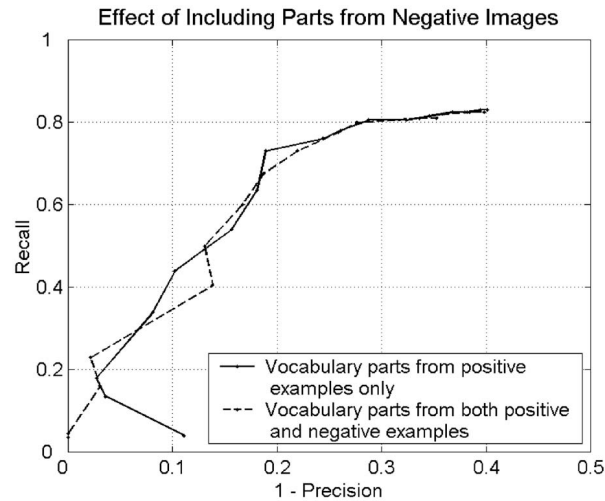 Effect of Including Parts from Negative Images
1
0.8
0.6
0.4
0.2
0
Recall
Vocabulary parts from positive
examples only
Vocabulary parts from both positive
and negative examples
0 0.1 0.2 0.3 0.4 0.5
1 - Precision